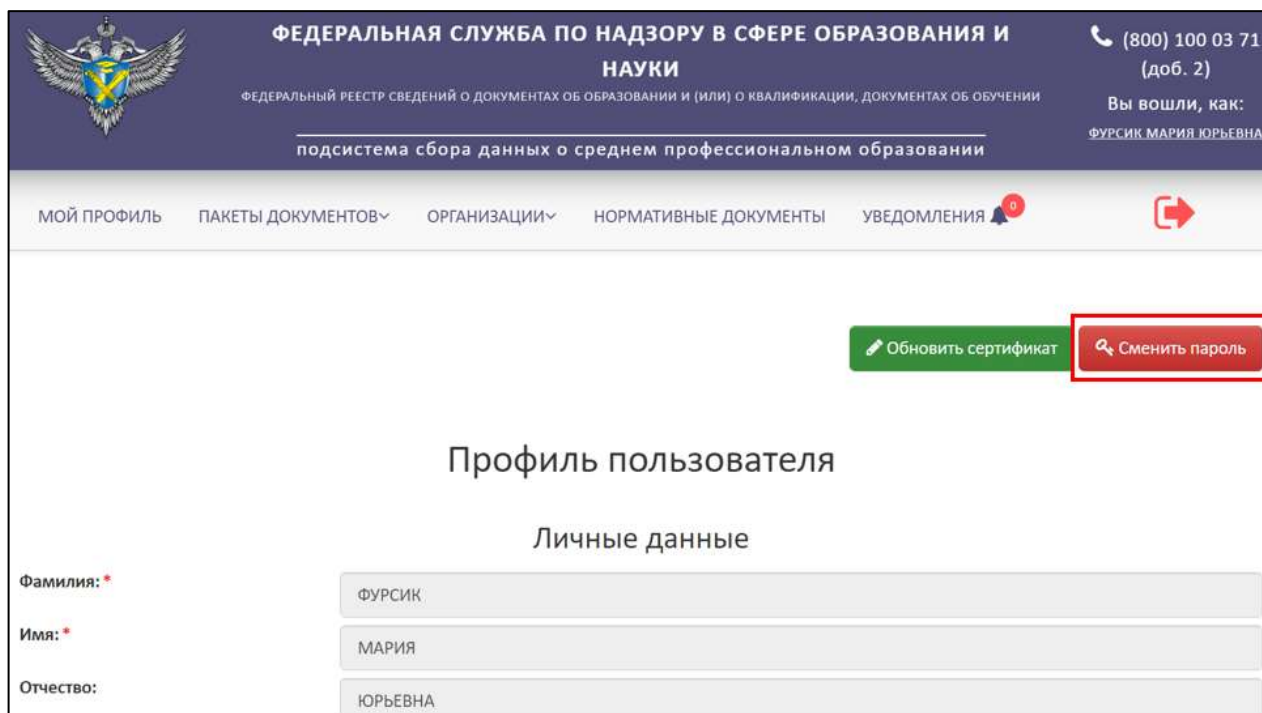 ФЕДЕРАЛЬНАЯ СЛУЖБА ПО НАДЗОРУ В СФЕРЕ ОБРАЗОВАНИЯ И
НАУКИ
ФЕДЕРАЛЬНЫЙ РЕЕСТР СВЕДЕНИЙ О ДОКУМЕНТАХ ОБ ОБРАЗОВАНИИ И (ИЛИ) О КВАЛИФИКАЦИИ, ДОКУМЕНТАХ ОБ ОБУЧЕНИИ
подсистема сбора данных о среднем профессиональном образовании
(800) 100 03 71
(доб. 2)
Вы вошли, как:
ФУРСИК МАРИЯ ЮРЬЕВНА
МОЙ ПРОФИЛЬ ПАКЕТЫ ДОКУМЕНТОВ ОРГАНИЗАЦИИ НОРМАТИВНЫЕ ДОКУМЕНТЫ УВЕДОМЛЕНИЯ 0
Обновить сертификат Сменить пароль
Профиль пользователя
Личные данные
Фамилия: * ФУРСИК
Имя: * МАРИЯ
Отчество: ЮРЬЕВНА